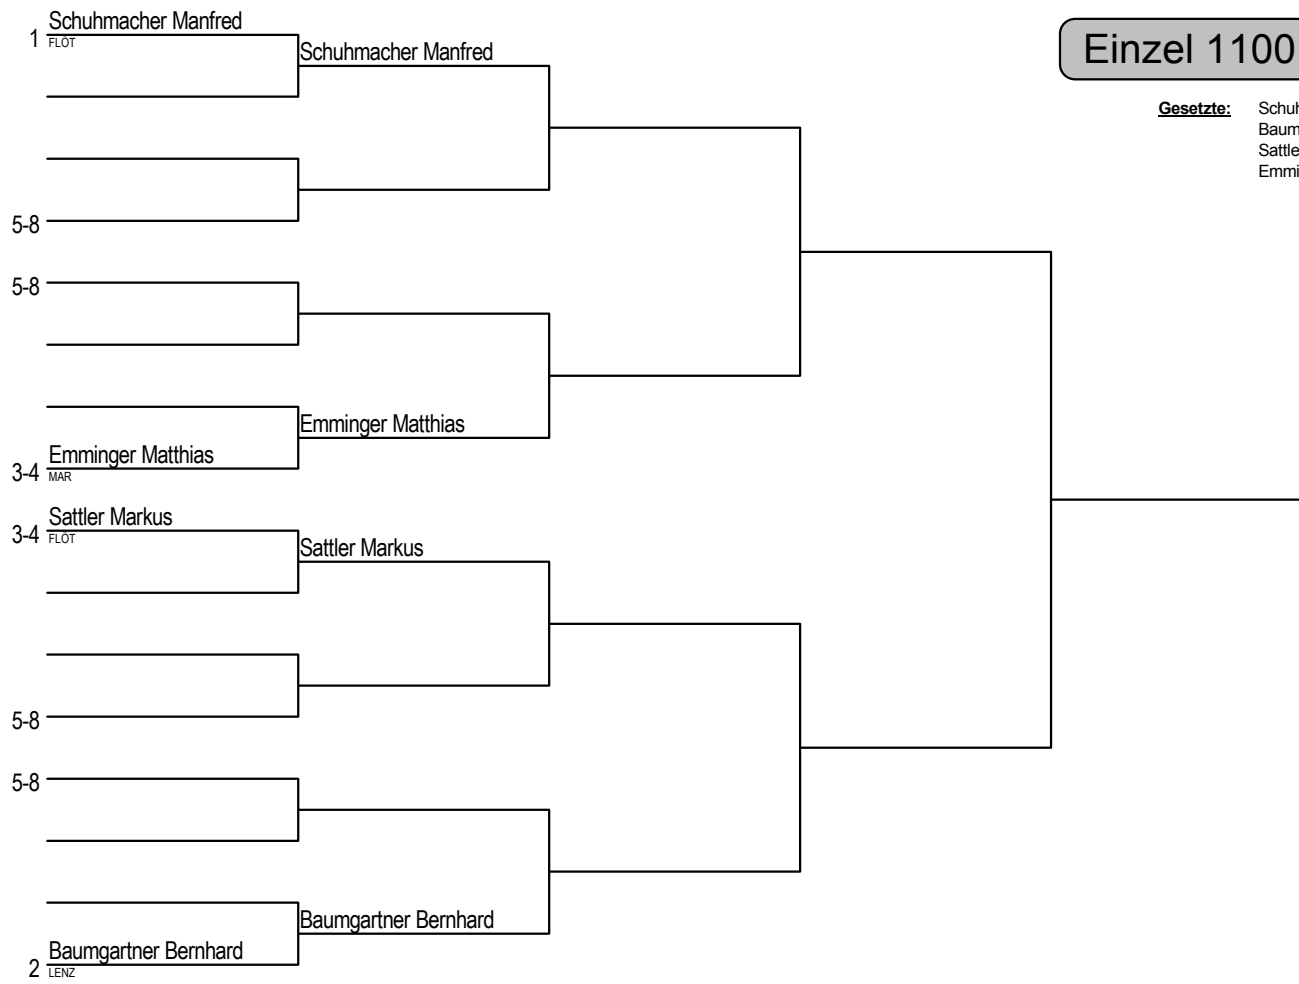 Schuhmacher Manfred
1
FLÖT
Schuhmacher Manfred
Einzel 1100
Gesetzte:
Schuh
Baum
Sattle
Emmi
5-8
5-8
Emminger Matthias
Emminger Matthias
3-4
MAR
Sattler Markus
3-4
FLÖT
Sattler Markus
5-8
5-8
Baumgartner Bernhard
Baumgartner Bernhard
2
LENZ